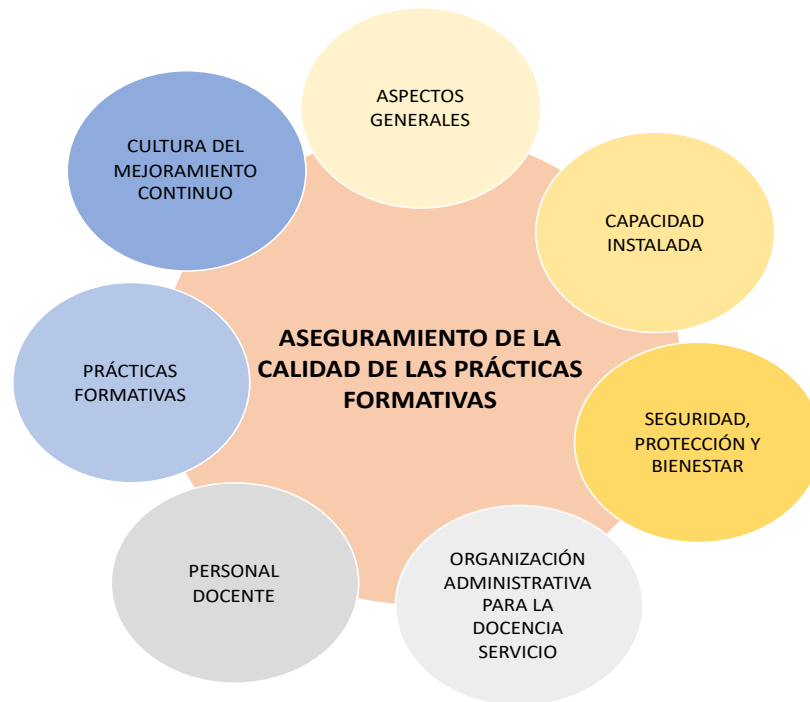 ASPECTOS
GENERALES
CAPACIDAD
INSTALADA
SEGURIDAD,
PROTECCIÓN Y
BIENESTAR
ORGANIZACIÓN
ADMINISTRATIVA
PARA LA
DOCENCIA
SERVICIO
PERSONAL
DOCENTE
PRÁCTICAS
FORMATIVAS
CULTURA DEL
MEJORAMIENTO
CONTINUO
ASEGURAMIENTO DE LA
CALIDAD DE LAS PRÁCTICAS
FORMATIVAS